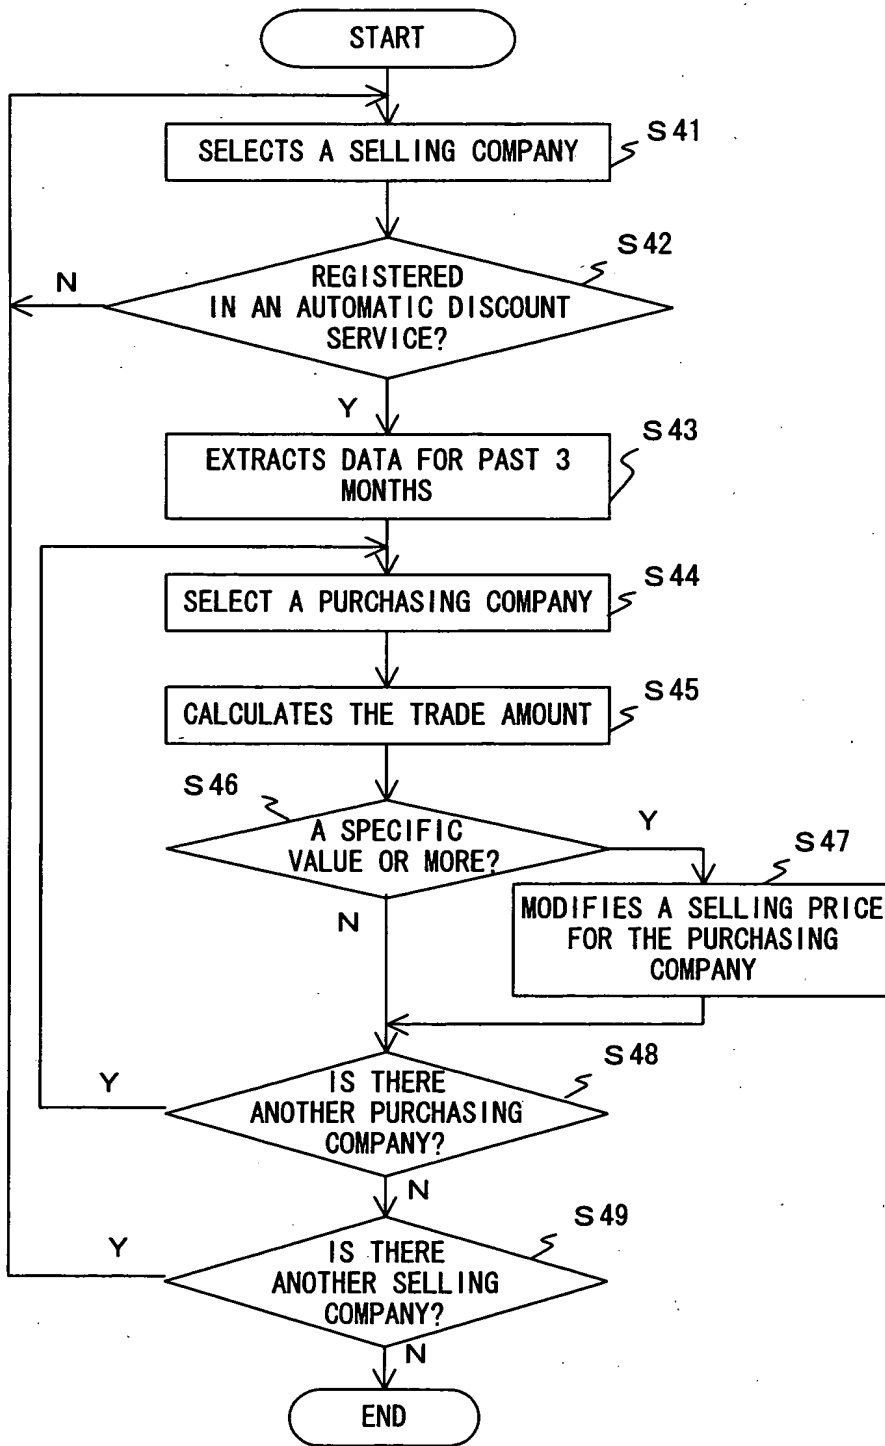 START
SELECTS A SELLING COMPANY
S41
REGISTERED
IN AN AUTOMATIC DISCOUNT
SERVICE?
S42
N
Y
EXTRACTS DATA FOR PAST 3
MONTHS
S43
SELECT A PURCHASING COMPANY
S44
CALCULATES THE TRADE AMOUNT
S45
S46
A SPECIFIC
VALUE OR MORE?
Y
N
S47
MODIFIES A SELLING PRICE
FOR THE PURCHASING
COMPANY
S48
IS THERE
ANOTHER PURCHASING
COMPANY?
Y
N
S49
IS THERE
ANOTHER SELLING
COMPANY?
Y
N
END